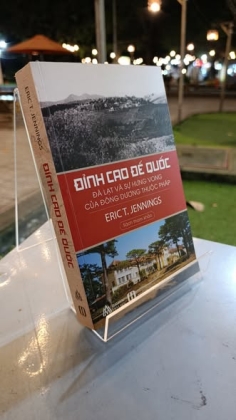 ĐỈNH CAO ĐẾ QUỐC
ĐÀ LẠT VÀ SỰ HƯNG VONG
CỦA ĐÔNG DƯƠNG THUỘC PHÁP
ERIC T. JENNINGS
ERIC T. JENNINGS
ĐỈNH CAO ĐẾ QUỐC